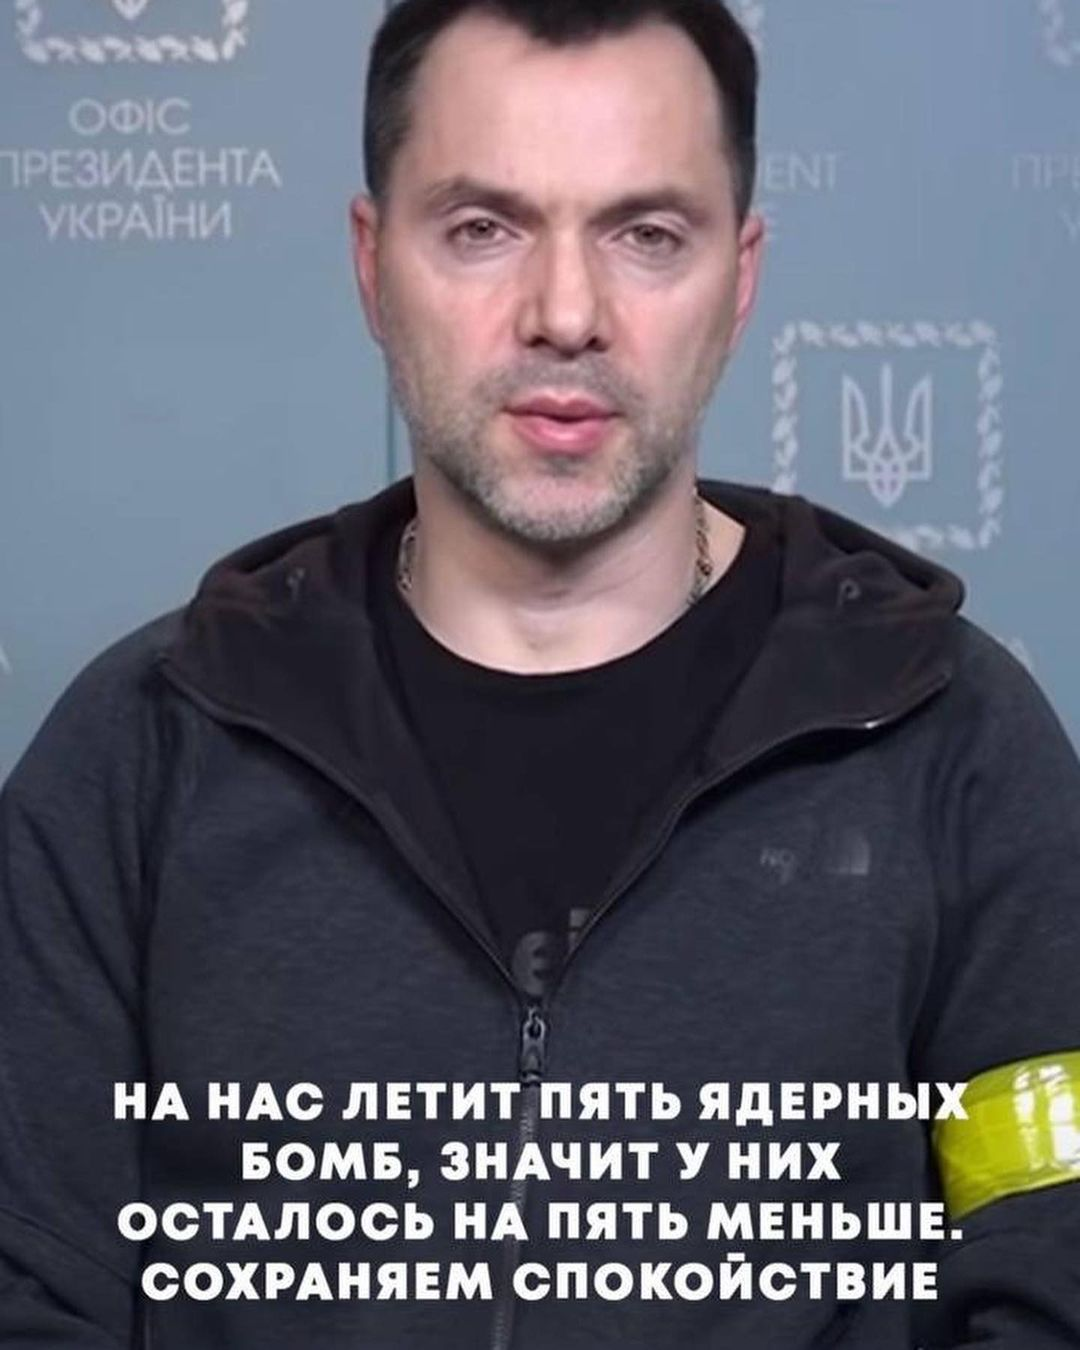 ОФІС
ПРЕЗИДЕНТА
УКРАЇНИ
НА НАС ЛЕТИТ ПЯТЬ ЯДЕРНЫХ
БОМБ, ЗНАЧИТ У НИХ
ОСТАЛОСЬ НА ПЯТЬ МЕНЬШЕ.
СОХРАНЯЕМ СПОКОЙСТВИЕ